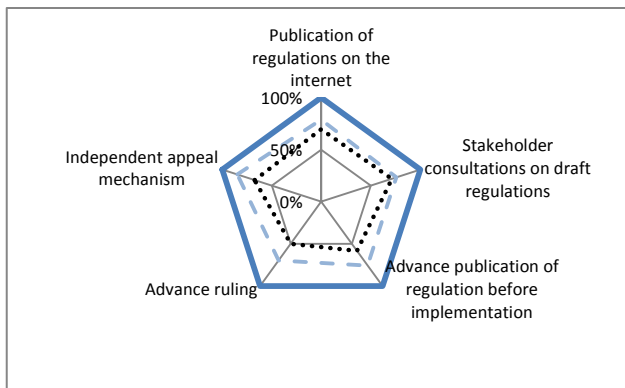 Publication of
regulations on the
internet
100%
Stakeholder
consultations on draft
regulations
50%
Independent appeal
mechanism
0%
Advance publication of
regulation before
implementation
Advance ruling